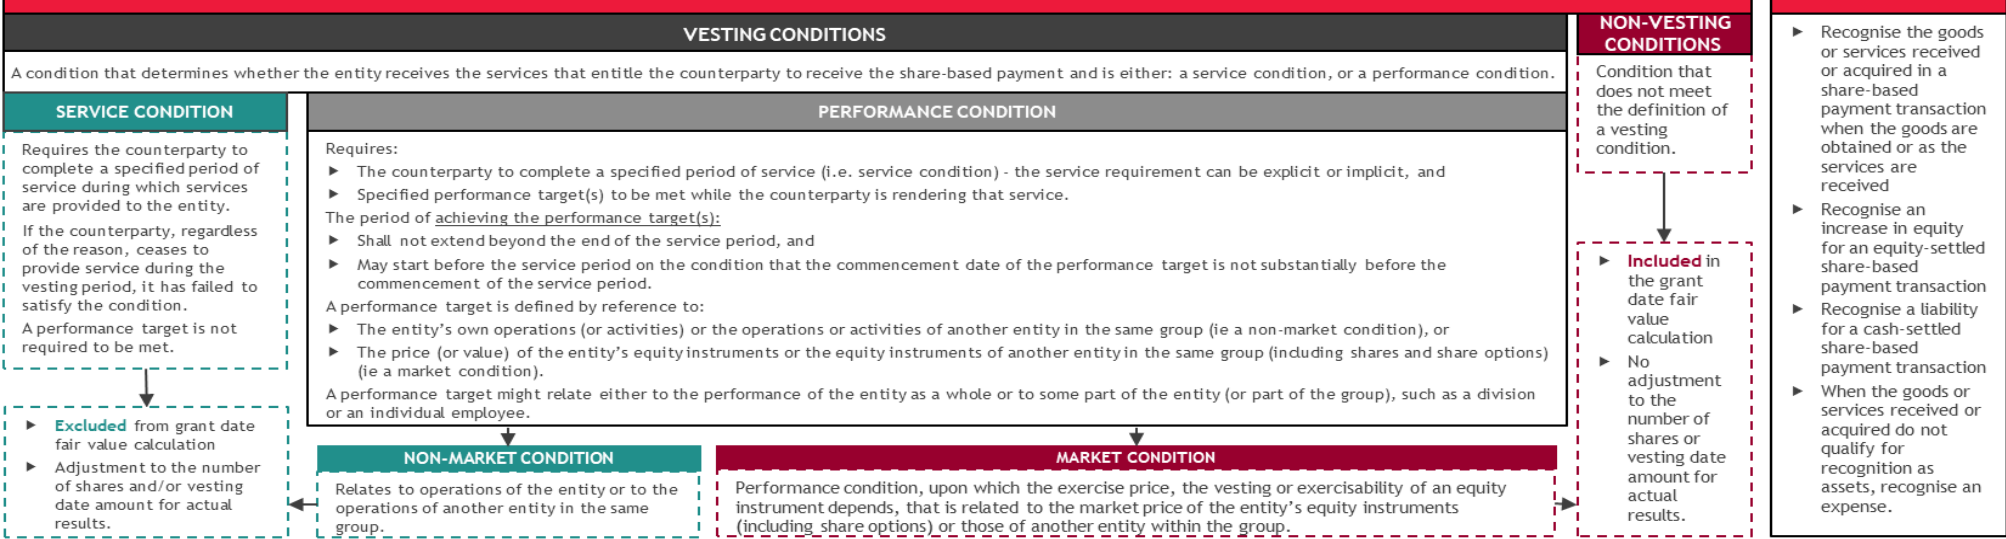 VESTING CONDITIONS
A condition that determines whether the entity receives the services that entitle the counterparty to receive the share-based payment and is either: a service condition, or a performance condition.
SERVICE CONDITION
Requires the counterparty to
complete a specified period of
service during which services
are provided to the entity.
If the counterparty, regardless
of the reason, ceases to
provide service during the
vesting period, it has failed to
satisfy the condition.
A performance target is not
required to be met.
► Excluded from grant date
fair value calculation
► Adjustment to the number
of shares and/or vesting
date amount for actual
results.
PERFORMANCE CONDITION
Requires:
► The counterparty to complete a specified period of service (i.e. service condition) - the service requirement can be explicit or implicit, and
► Specified performance target(s) to be met while the counterparty is rendering that service.
The period of achieving the performance target(s):
► Shall not extend beyond the end of the service period, and
► May start before the service period on the condition that the commencement date of the performance target is not substantially before the
commencement of the service period.
A performance target is defined by reference to:
► The entity's own operations (or activities) or the operations or activities of another entity in the same group (ie a non-market condition), or
► The price (or value) of the entity's equity instruments or the equity instruments of another entity in the same group (including shares and share options)
(ie a market condition).
A performance target might relate either to the performance of the entity as a whole or to some part of the entity (or part of the group), such as a division
or an individual employee.
NON-MARKET CONDITION
Relates to operations of the entity or to the
operations of another entity in the same
group.
MARKET CONDITION
Performance condition, upon which the exercise price, the vesting or exercisability of an equity
instrument depends, that is related to the market price of the entity's equity instruments
(including share options) or those of another entity within the group.
NON-VESTING
CONDITIONS
Condition that
does not meet
the definition of
a vesting
condition.
► Included in
the grant
date fair
value
calculation
► No
adjustment
to the
number of
shares or
vesting date
amount for
actual
results.
► Recognise the goods
or services received
or acquired in a
share-based
payment transaction
when the goods are
obtained or as the
services are
received
► Recognise an
increase in equity
for an equity-settled
share-based
payment transaction
► Recognise a liability
for a cash-settled
share-based
payment transaction
► When the goods or
services received or
acquired do not
qualify for
recognition as
assets, recognise an
expense.